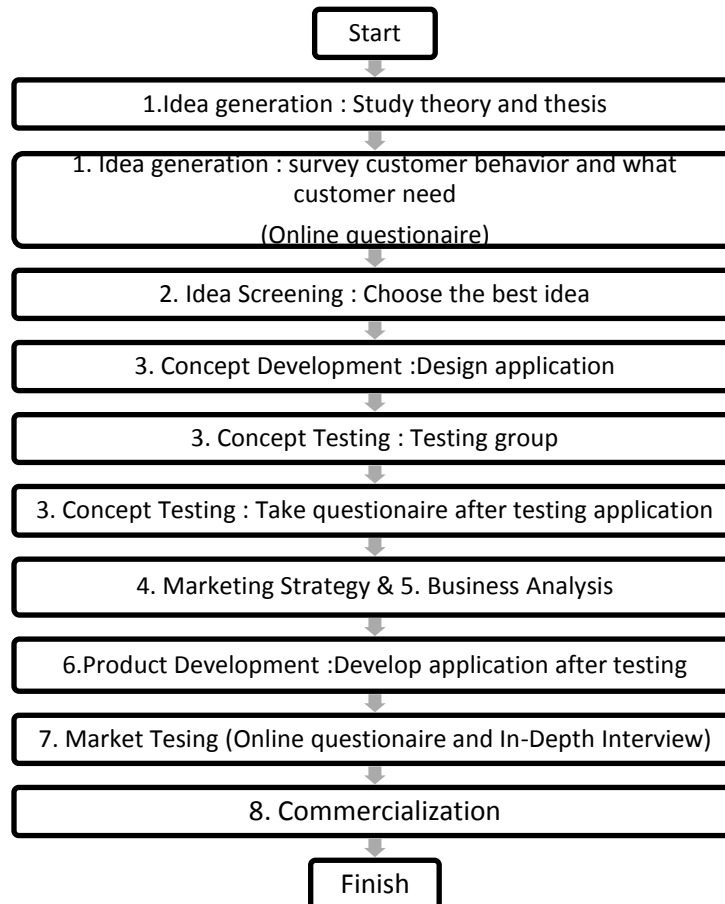 Start
1.Idea generation : Study theory and thesis
1. Idea generation : survey customer behavior and what
customer need
(Online questionaire)
2. Idea Screening : Choose the best idea
3. Concept Development :Design application
3. Concept Testing : Testing group
3. Concept Testing : Take questionaire after testing application
4. Marketing Strategy & 5. Business Analysis
6.Product Development :Develop application after testing
7. Market Tesing (Online questionaire and In-Depth Interview)
8. Commercialization
Finish